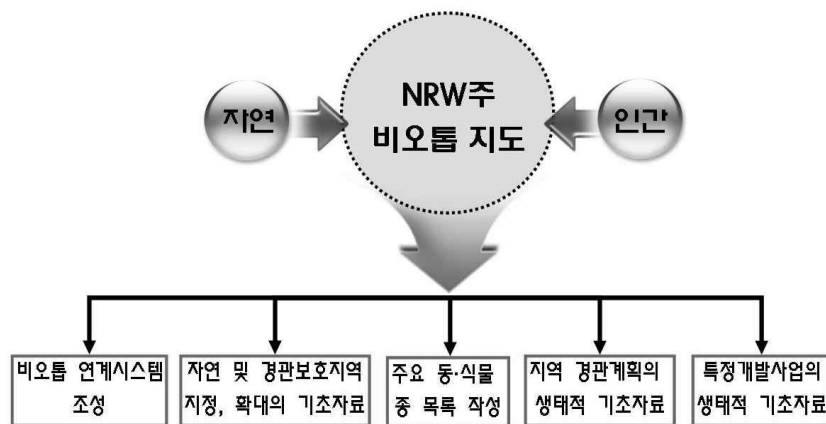 NRW주
비오톱 지도
자연
인간
비오톱 연계시스템
조성
자연 및 경관보호지역
지정, 확대의 기초자료
주요 동·식물
종 목록 작성
지역 경관계획의
생태적 기초자료
특정개발사업의
생태적 기초자료